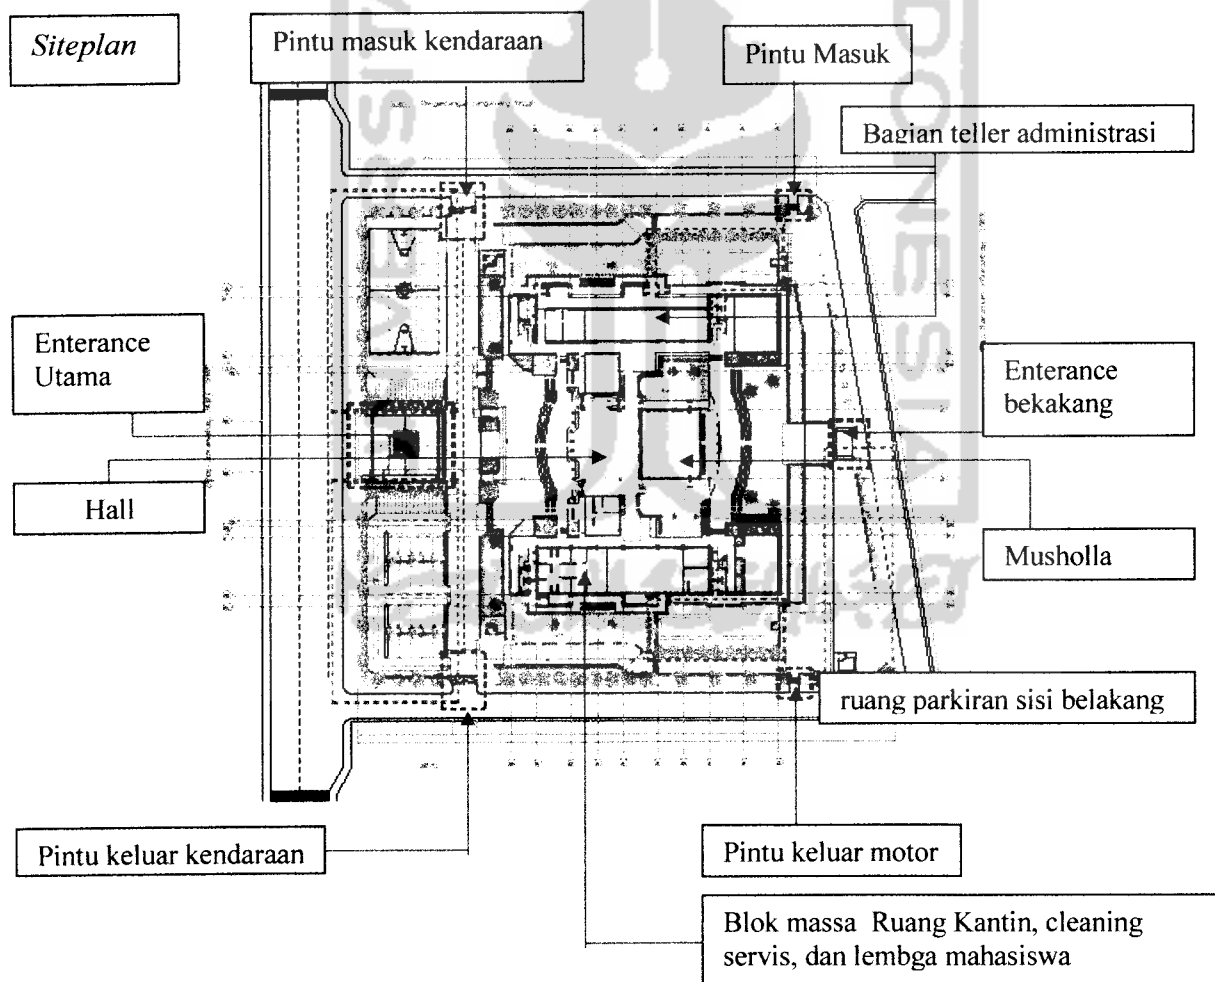 Siteplan
Pintu masuk kendaraan
Pintu Masuk
Bagian teller administrasi
Enterance
Utama
Enterance
bekakang
Hall
Musholla
ruang parkiran sisi belakang
Pintu keluar kendaraan
Pintu keluar motor
Blok massa Ruang Kantin, cleaning
servis, dan lembga mahasiswa